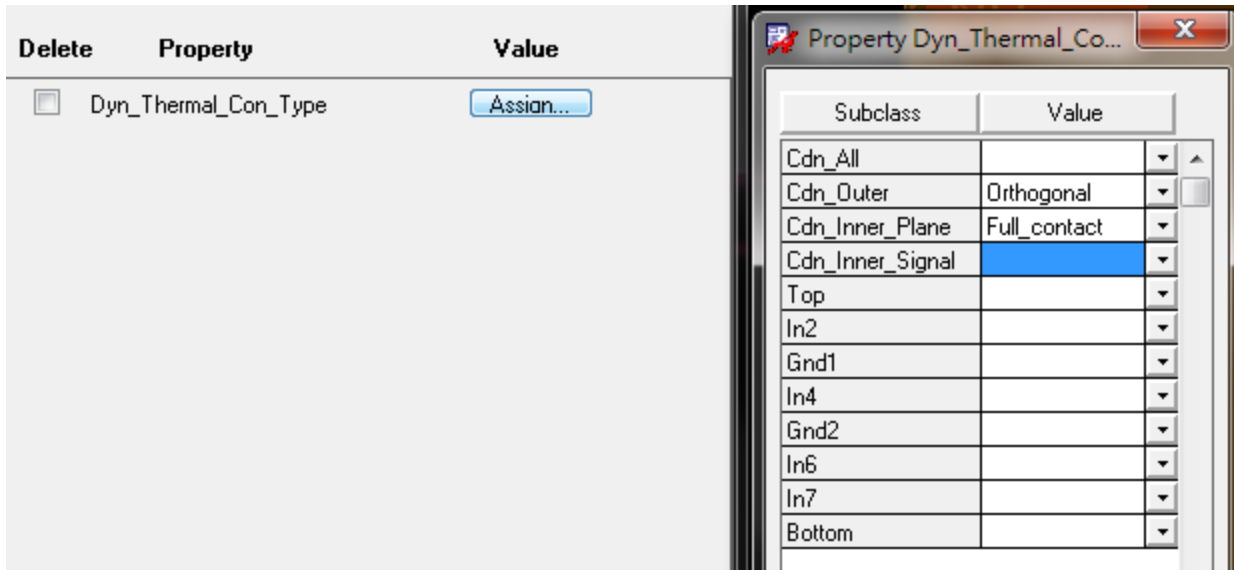 Delete Property Value
Dyn_Thermal_Con_Type Assign...
Property Dyn_Thermal_Co...
Subclass Value
Cdn_All
Cdn_Outer Orthogonal
Cdn_Inner_Plane Full_contact
Cdn_Inner_Signal
Top
In2
Gnd1
In4
Gnd2
In6
In7
Bottom